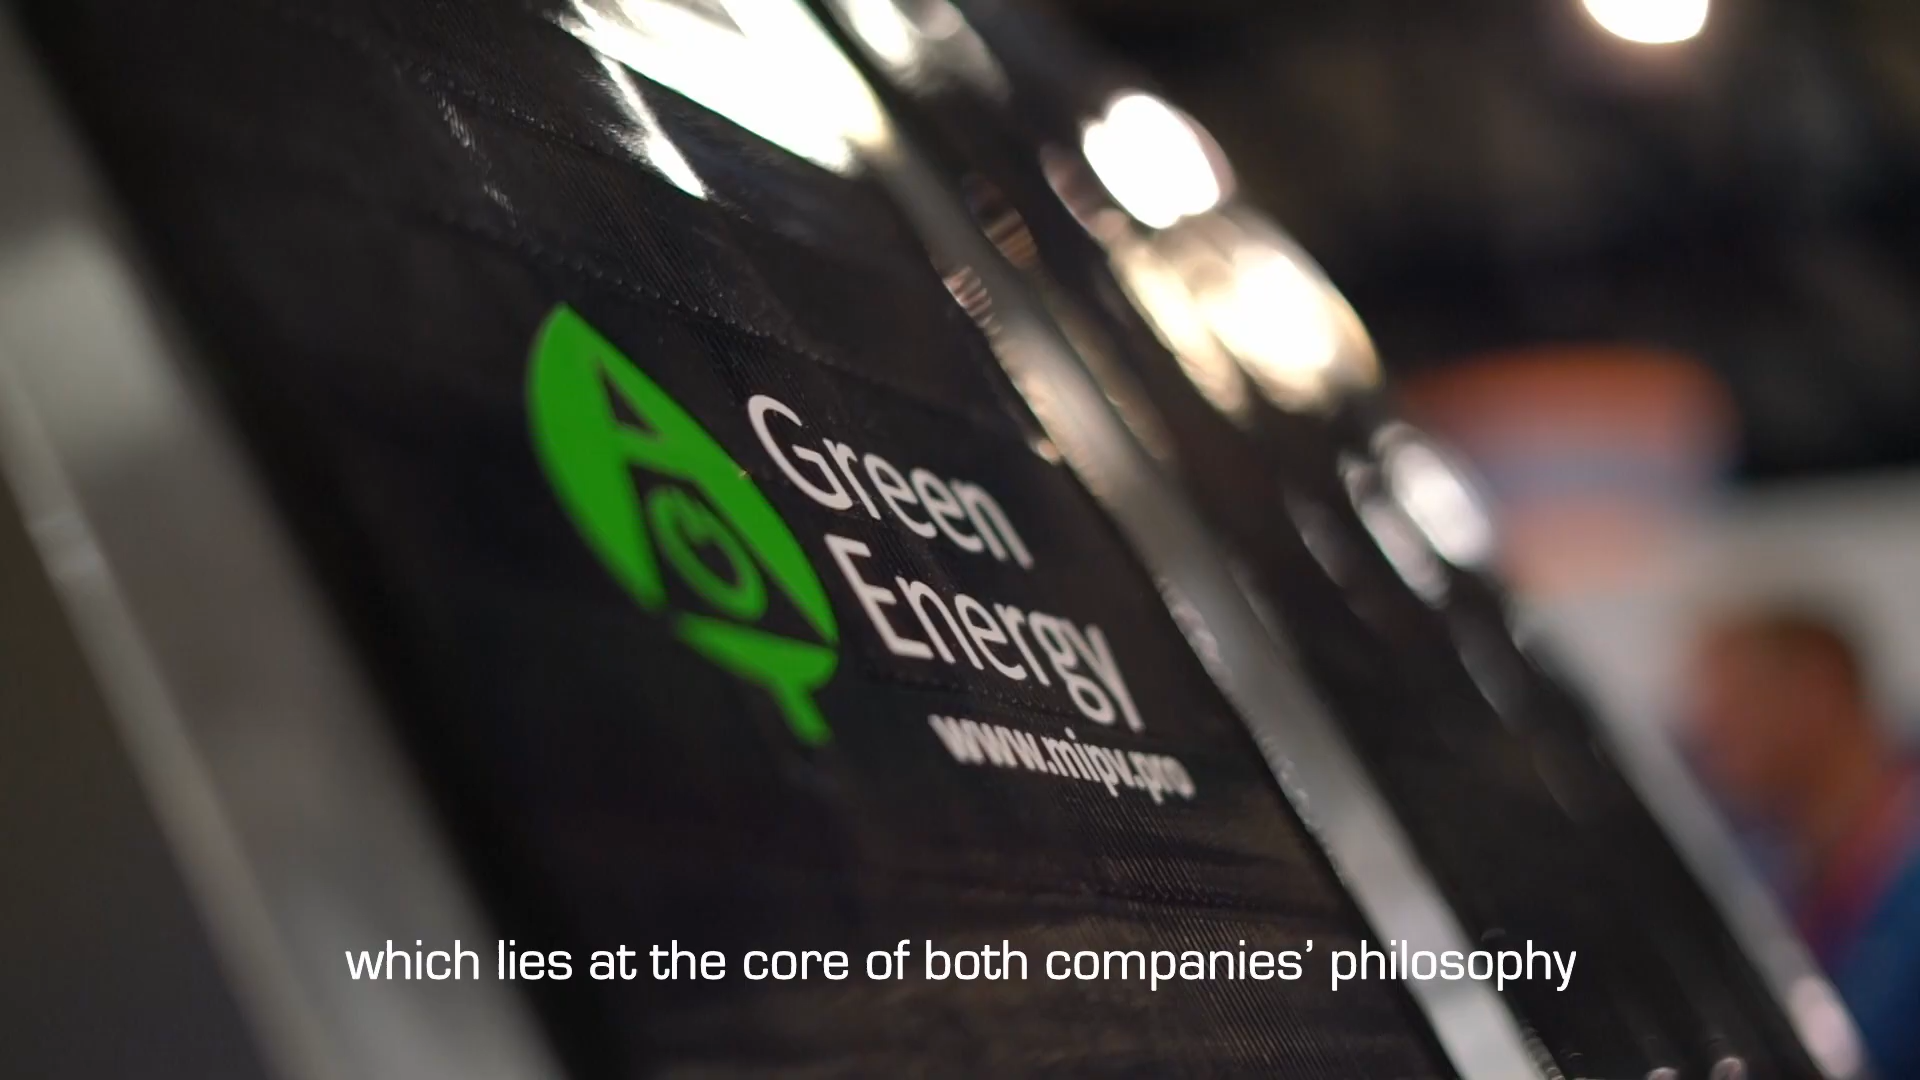 Green
Energy
www.mipv.pro
which lies at the core of both companies’ philosophy